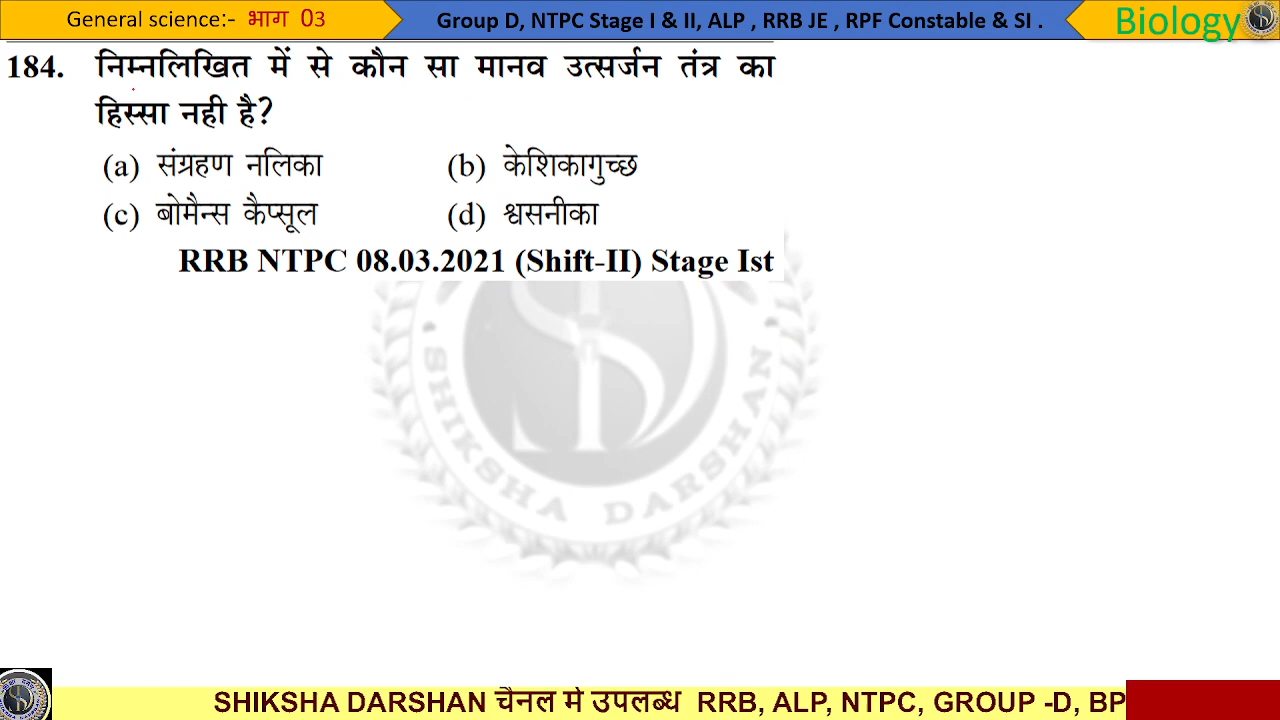 General science:- भाग 03
Group D, NTPC Stage I & II, ALP , RRB JE , RPF Constable & SI .
Biology
184. निम्नलिखित में से कौन सा मानव उत्सर्जन तंत्र का
हिस्सा नही है?
(a) संग्रहण नलिका (b) केशिकागुच्छ
(c) बोमैन्स कैप्सूल (d) श्वसनीका
RRB NTPC 08.03.2021 (Shift-II) Stage Ist
SHIKSHA DARSHAN
SHIKSHA DARSHAN चैनल मे उपलब्ध RRB, ALP, NTPC, GROUP -D, BP